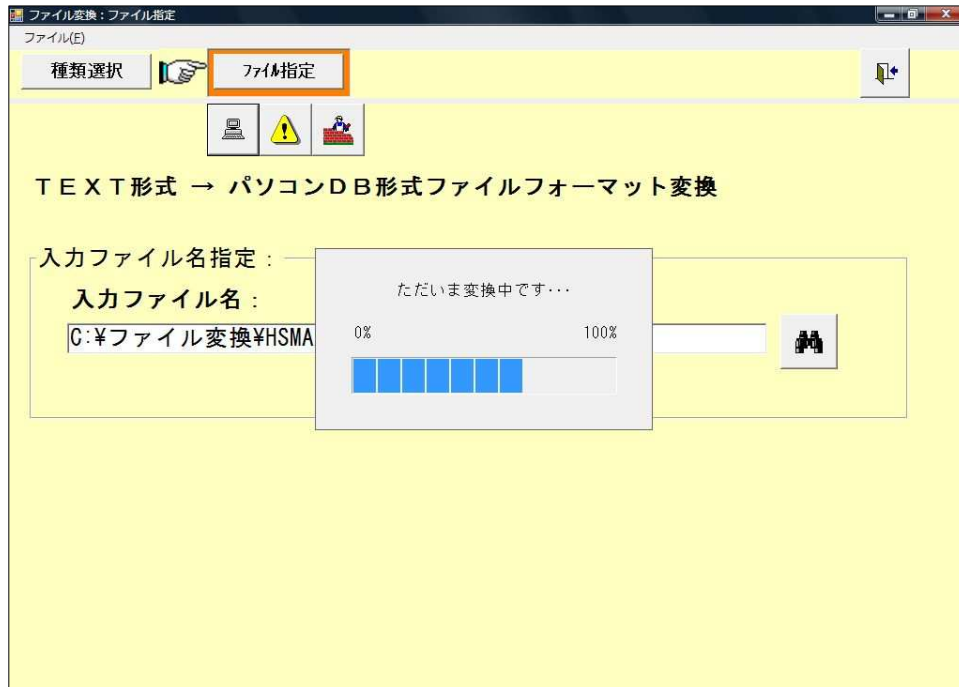 ファイル変換:ファイル指定
ファイル(E)
種類選択
ファイル指定
TEXT形式 → パソコンDB形式ファイルフォーマット変換
入力ファイル名指定:
入力ファイル名:
C:¥ファイル変換¥HSMA
ただいま変換中です・・・
0% 100%